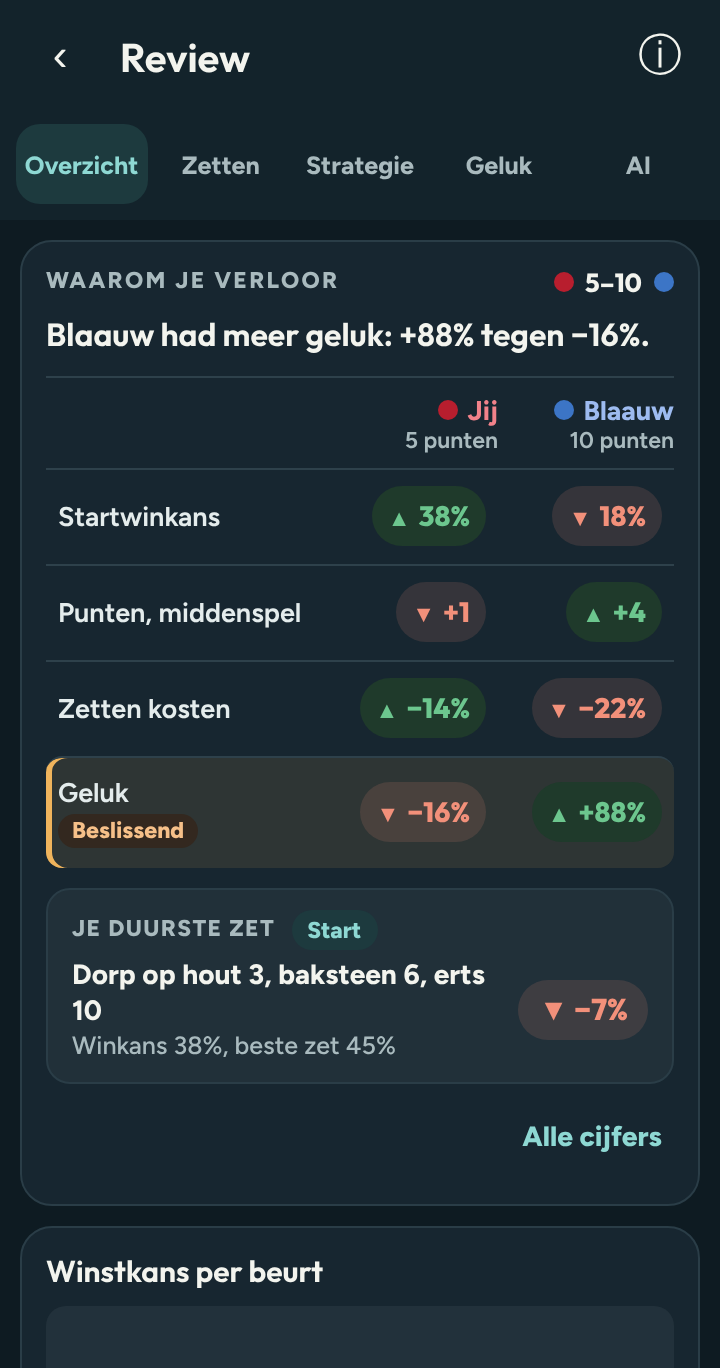 ‹ Review ⓘ
Overzicht Zetten Strategie Geluk AI
WAAROM JE VERLOOR 5–10
Blaauw had meer geluk: +88% tegen −16%.
Jij Blaauw
5 punten 10 punten
Startwinkans ▲ 38% ▼ 18%
Punten, middenspel ▼ +1 ▲ +4
Zetten kosten ▲ −14% ▼ −22%
Geluk
Beslissend ▼ −16% ▲ +88%
JE DUURSTE ZET Start
Dorp op hout 3, baksteen 6, erts
10
▼ −7%
Winkans 38%, beste zet 45%
Alle cijfers
Winstkans per beurt